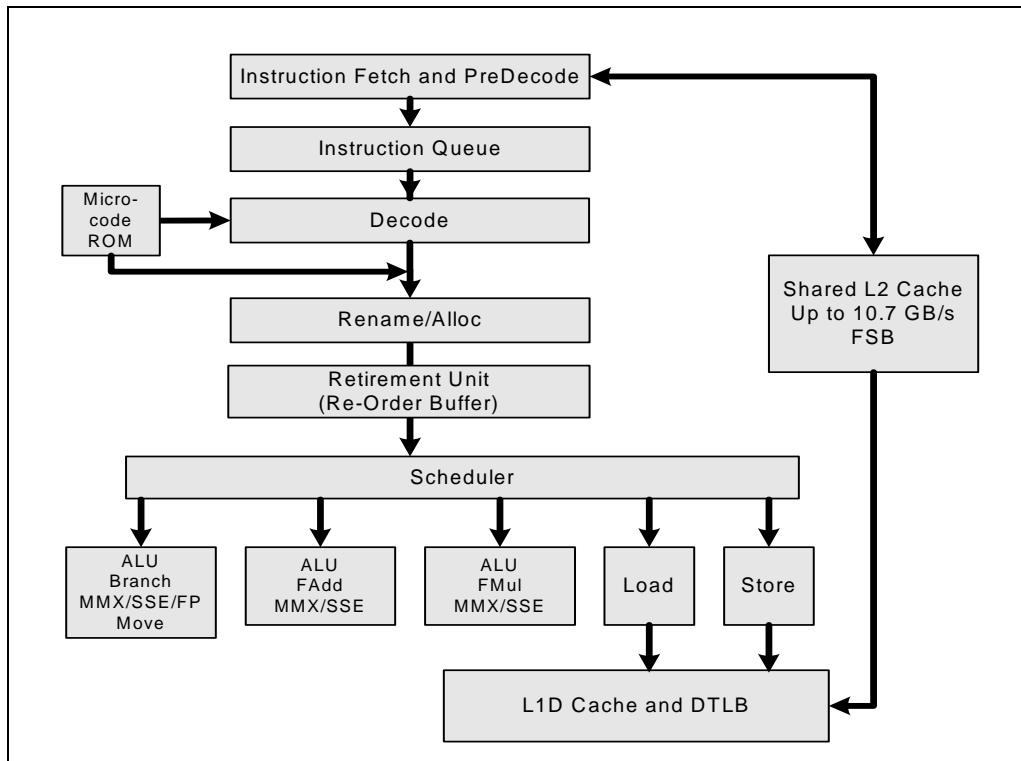 Instruction Fetch and PreDecode
Instruction Queue
Micro-
code
ROM
Decode
Shared L2 Cache
Up to 10.7 GB/s
FSB
Rename/Alloc
Retirement Unit
(Re-Order Buffer)
Scheduler
ALU
Branch
MMX/SSE/FP
Move
ALU
FAdd
MMX/SSE
ALU
FMul
MMX/SSE
Load
Store
L1D Cache and DTLB